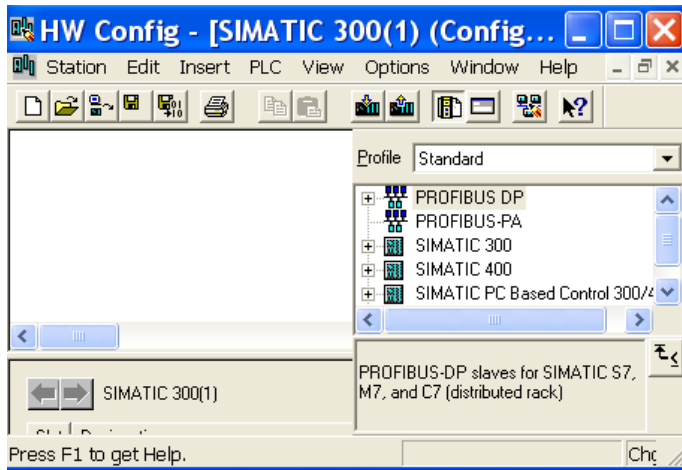 HW Config - [SIMATIC 300(1) (Config...
Station Edit Insert PLC View Options Window Help
Profile Standard
PROFIBUS DP
PROFIBUS-PA
SIMATIC 300
SIMATIC 400
SIMATIC PC Based Control 300/4
PROFIBUS-DP slaves for SIMATIC S7,
M7, and C7 (distributed rack)
SIMATIC 300(1)
Press F1 to get Help.
Chg